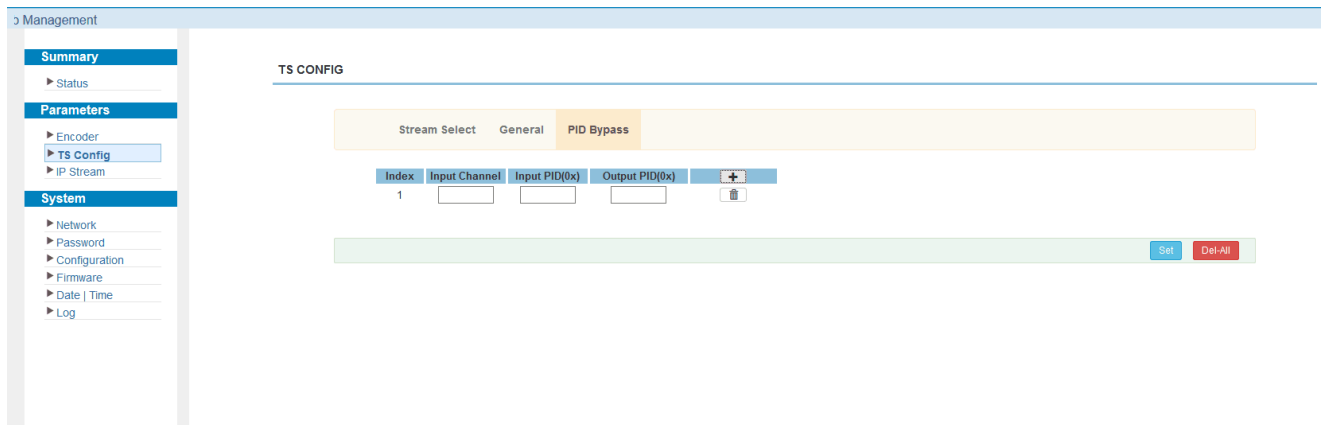 Management
Summary
Status
Parameters
Encoder
TS Config
IP Stream
System
Network
Password
Configuration
Firmware
Date | Time
Log
TS CONFIG
Stream Select General PID Bypass
Index Input Channel Input PID(0x) Output PID(0x) +
1
Set Del-All